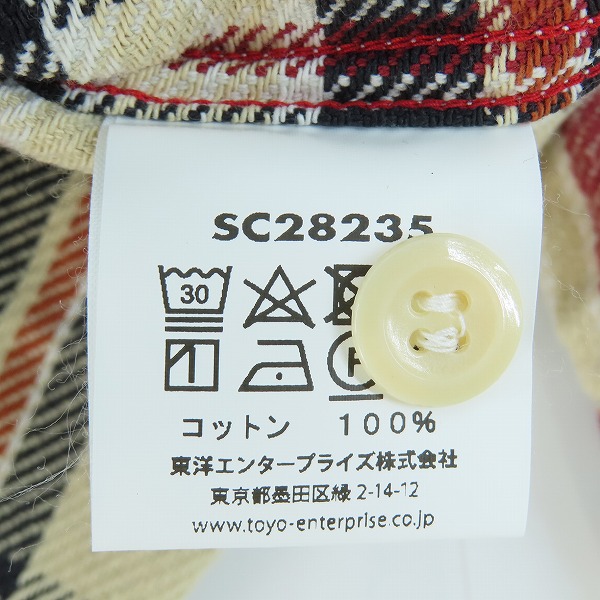 SC28235
30
コットン 100%
東洋エンタープライズ株式会社
東京都墨田区緑 2-14-12
www.toyo-enterprise.co.jp